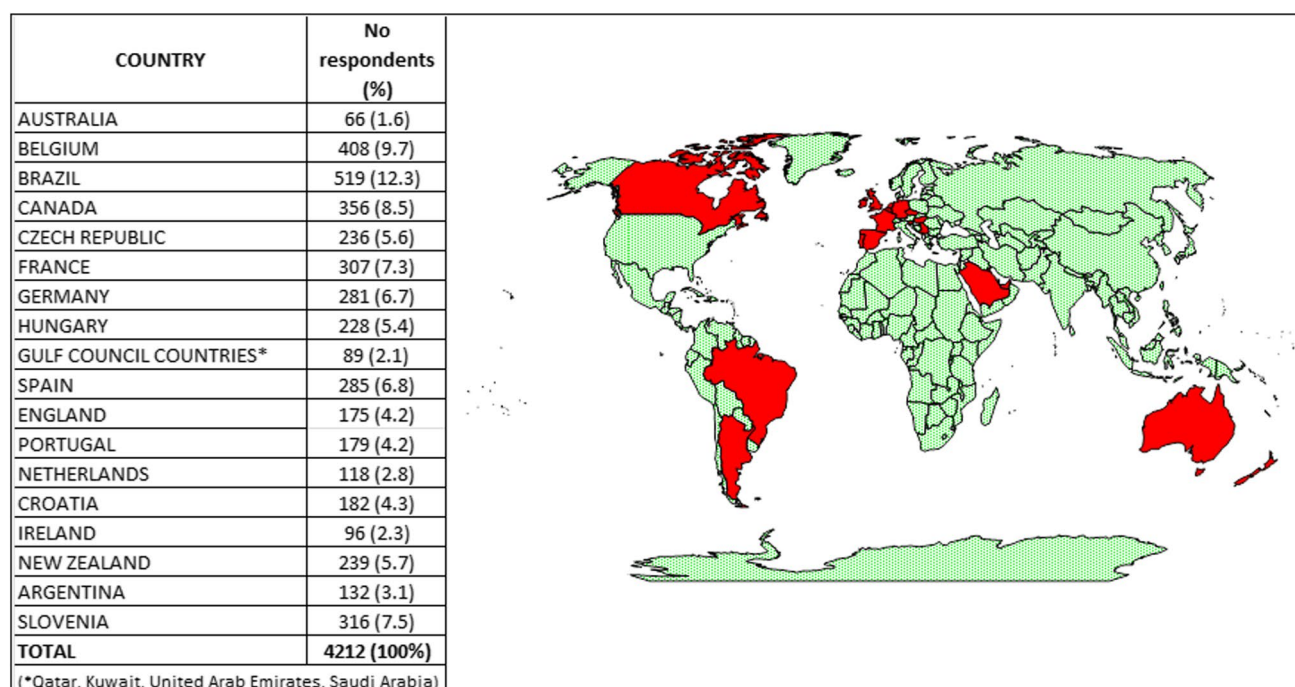 COUNTRY No respondents (%)
AUSTRALIA 66 (1.6)
BELGIUM 408 (9.7)
BRAZIL 519 (12.3)
CANADA 356 (8.5)
CZECH REPUBLIC 236 (5.6)
FRANCE 307 (7.3)
GERMANY 281 (6.7)
HUNGARY 228 (5.4)
GULF COUNCIL COUNTRIES* 89 (2.1)
SPAIN 285 (6.8)
ENGLAND 175 (4.2)
PORTUGAL 179 (4.2)
NETHERLANDS 118 (2.8)
CROATIA 182 (4.3)
IRELAND 96 (2.3)
NEW ZEALAND 239 (5.7)
ARGENTINA 132 (3.1)
SLOVENIA 316 (7.5)
TOTAL 4212 (100%)
(*Qatar, Kuwait, United Arab Emirates, Saudi Arabia)